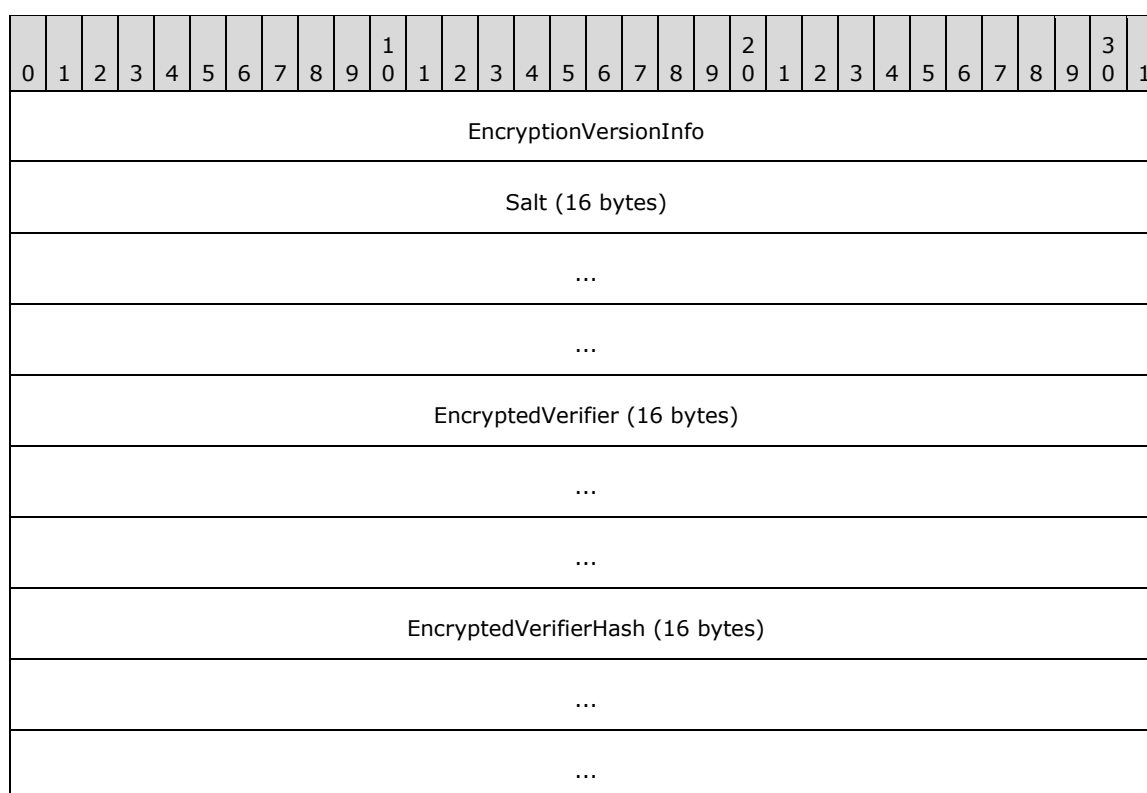 1 2 3
0 1 2 3 4 5 6 7 8 9 0 1 2 3 4 5 6 7 8 9 0 1 2 3 4 5 6 7 8 9 0 1
EncryptionVersionInfo
Salt (16 bytes)
...
...
EncryptedVerifier (16 bytes)
...
...
EncryptedVerifierHash (16 bytes)
...
...